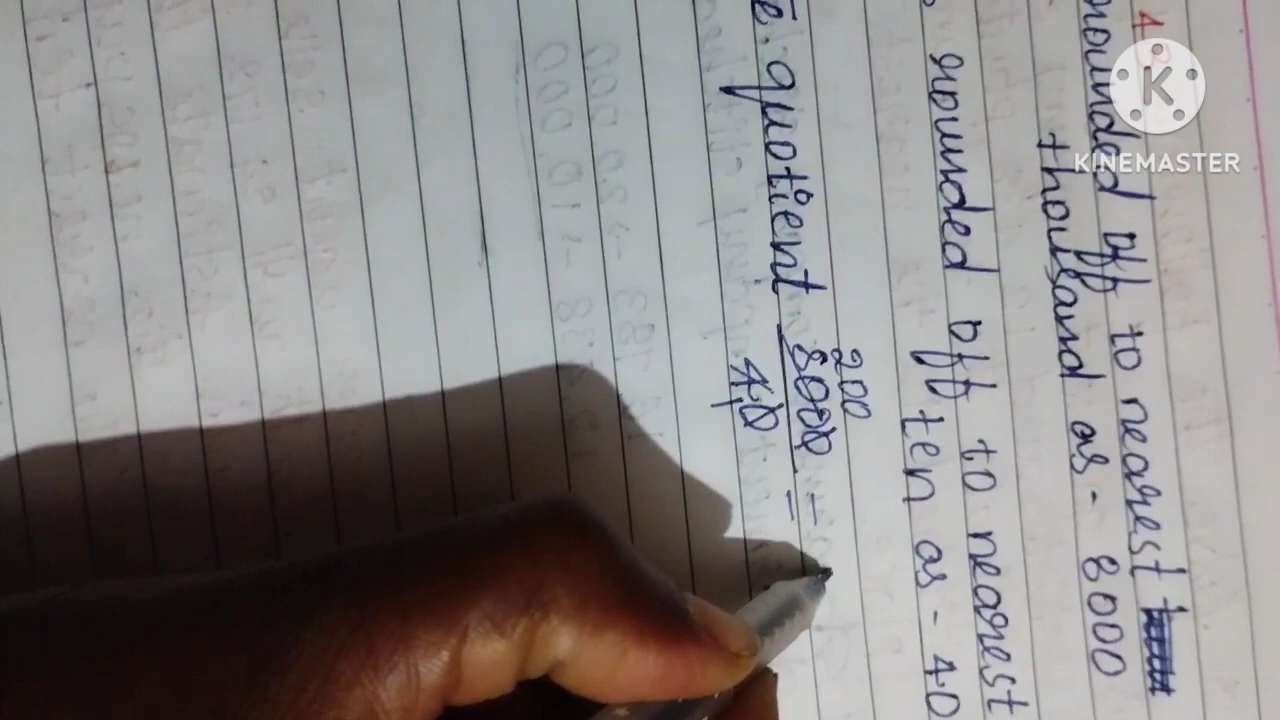 rounded off to nearest
thousand as - 8000
rounded off to nearest
ten as - 40
200
quotient 8000 =
40
1
KINEMASTER